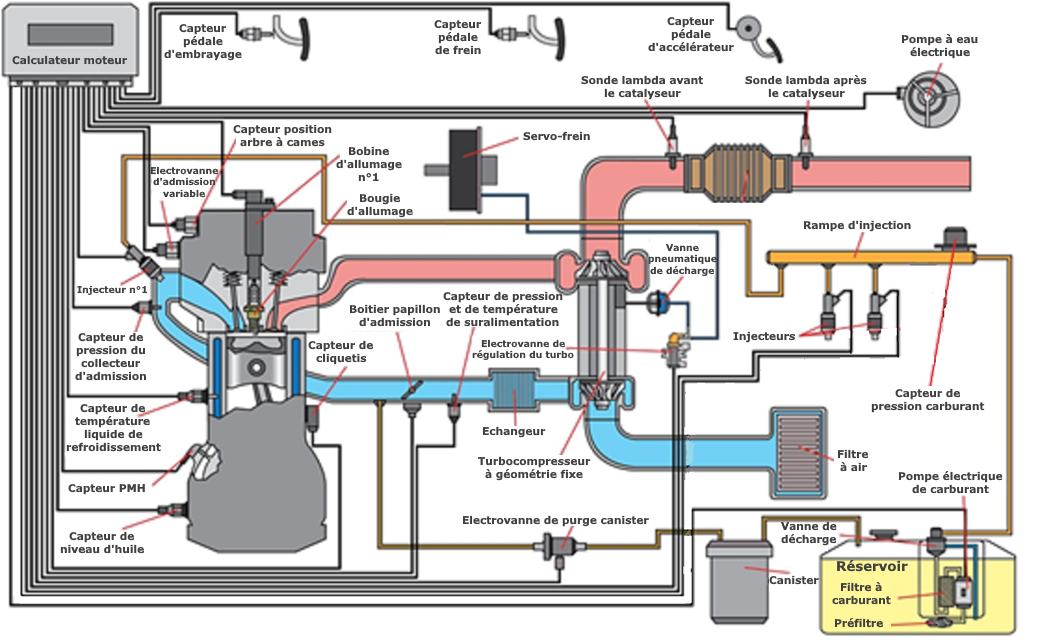 Calculateur moteur
Capteur
pédale
d'embrayage
Capteur
pédale
de frein
Capteur
pédale
d'accélérateur
Pompe à eau
électrique
Sonde lambda avant
le catalyseur
Sonde lambda après
le catalyseur
Capteur position
arbre à cames
Servo-frein
Bobine
d'allumage
n°1
Electrovanne
d'admission
variable
Bougie
d'allumage
Rampe d'injection
Vanne
pneumatique
de décharge
Injecteur n°1
Capteur de pression
et de température
de suralimentation
Boitier papillon
d'admission
Capteur de
pression du
collecteur
d'admission
Capteur de
cliquetis
Electrovanne de
régulation du turbo
Injecteurs
Capteur de
pression carburant
Capteur de
température
liquide de
refroidissement
Echangeur
Turbocompresseur
à géométrie fixe
Filtre
à air
Capteur PMH
Pompe électrique
de carburant
Electrovanne de purge canister
Vanne de
décharge
Capteur de
niveau d'huile
Réservoir
Canister
Filtre à
carburant
Préfiltre